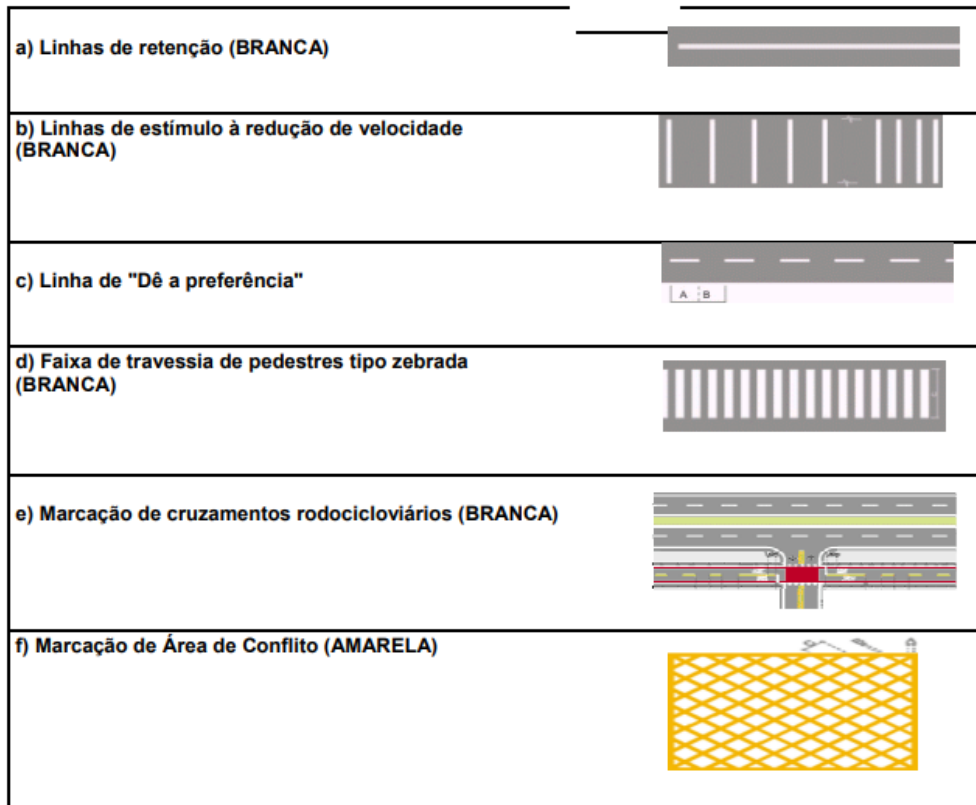 a) Linhas de retenção (BRANCA)
b) Linhas de estímulo à redução de velocidade
(BRANCA)
c) Linha de "Dê a preferência"
A B
d) Faixa de travessia de pedestres tipo zebrada
(BRANCA)
e) Marcação de cruzamentos rodocicloviários (BRANCA)
f) Marcação de Área de Conflito (AMARELA)